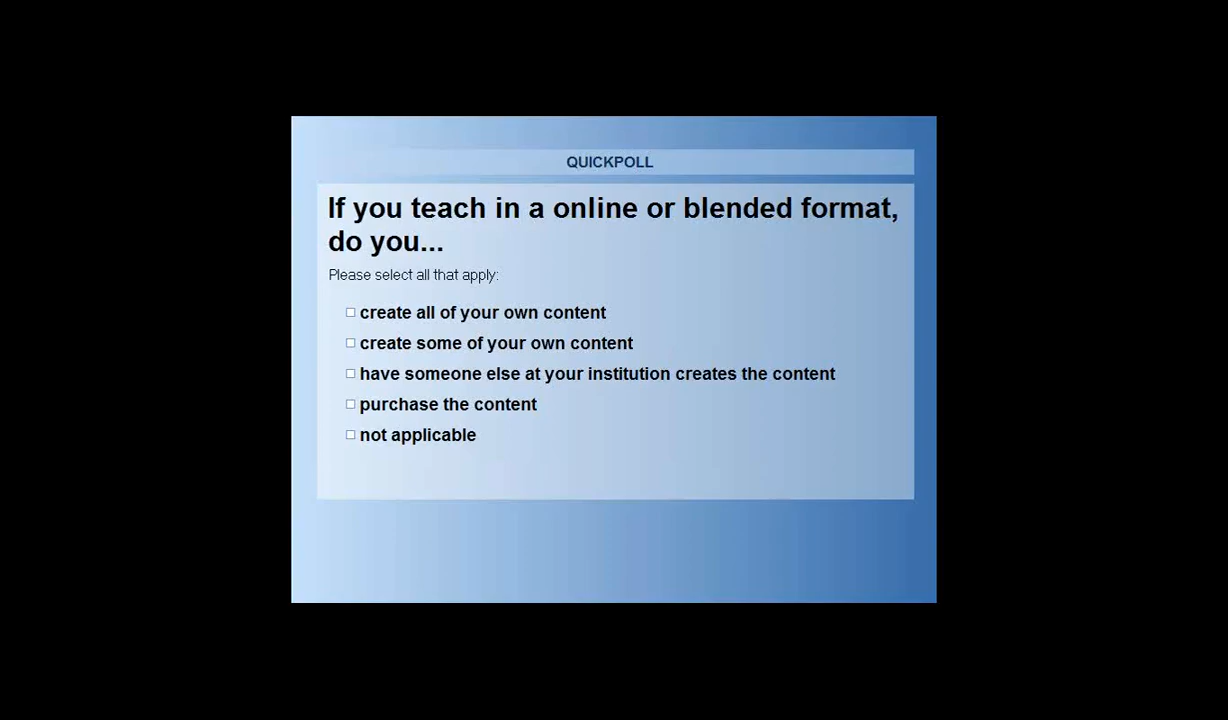 QUICKPOLL
If you teach in a online or blended format,
do you...
Please select all that apply:
create all of your own content
create some of your own content
have someone else at your institution creates the content
purchase the content
not applicable